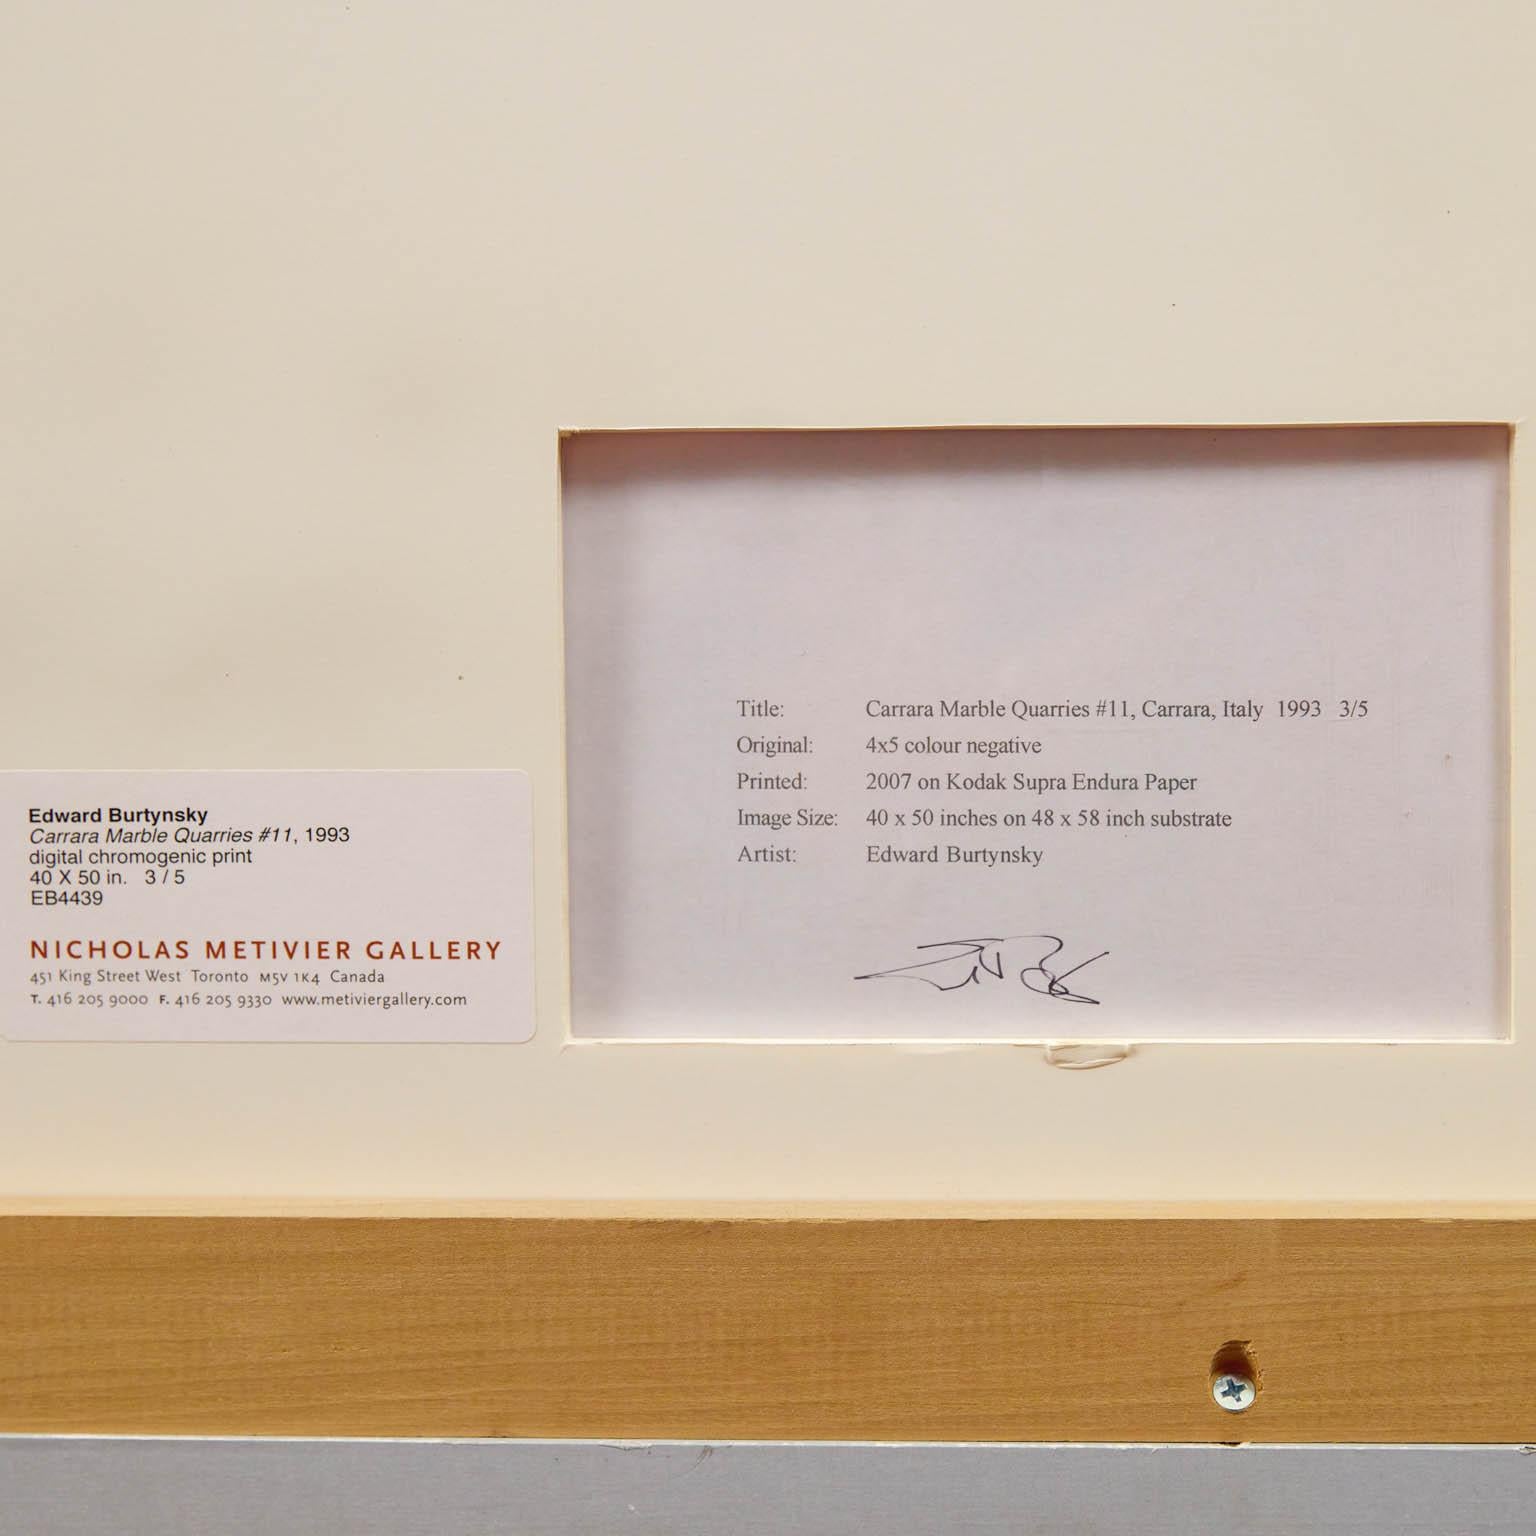 Edward Burtynsky
Carrara Marble Quarries #11, 1993
digital chromogenic print
40 X 50 in. 3 / 5
EB4439
NICHOLAS METIVIER GALLERY
451 King Street West Toronto M5V 1K4 Canada
T. 416 205 9000 F. 416 205 9330 www.metiviergallery.com
Title: Carrara Marble Quarries #11, Carrara, Italy 1993 3/5
Original: 4x5 colour negative
Printed: 2007 on Kodak Supra Endura Paper
Image Size: 40 x 50 inches on 48 x 58 inch substrate
Artist: Edward Burtynsky